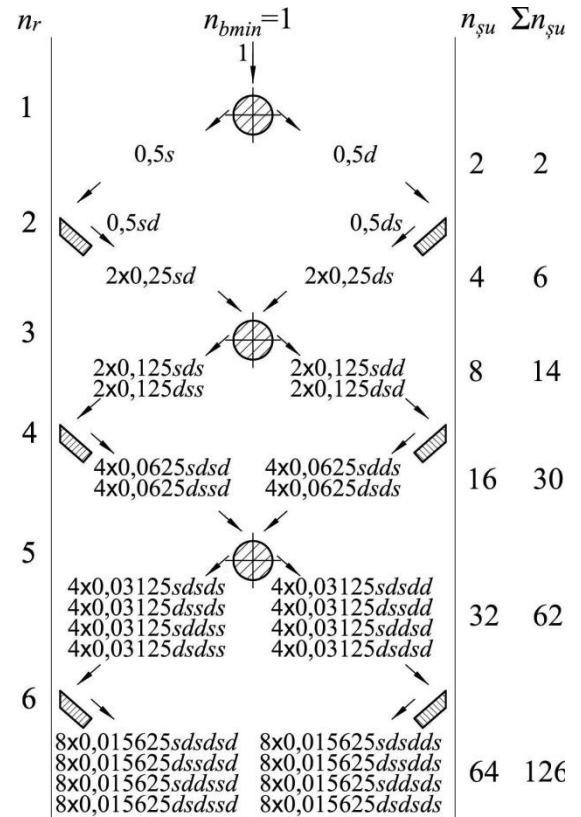 n_r n_bmin=1 n_şu Σn_şu
1
1
0,5s 0,5d 2 2
2 0,5sd 0,5ds
2x0,25sd 2x0,25ds 4 6
3
2x0,125sds 2x0,125sdd 8 14
2x0,125dss 2x0,125dsd
4
4x0,0625sdsd 4x0,0625sdds 16 30
4x0,0625dssd 4x0,0625dsds
5
4x0,03125sdsds 4x0,03125sdsdd
4x0,03125dssds 4x0,03125dssdd 32 62
4x0,03125sddss 4x0,03125sddsd
4x0,03125dsdss 4x0,03125dsdsd
6
8x0,015625sdsdsd 8x0,015625sdsdds
8x0,015625dssdsd 8x0,015625dssdds 64 126
8x0,015625sddssd 8x0,015625sddsds
8x0,015625dsdssd 8x0,015625dsdsds